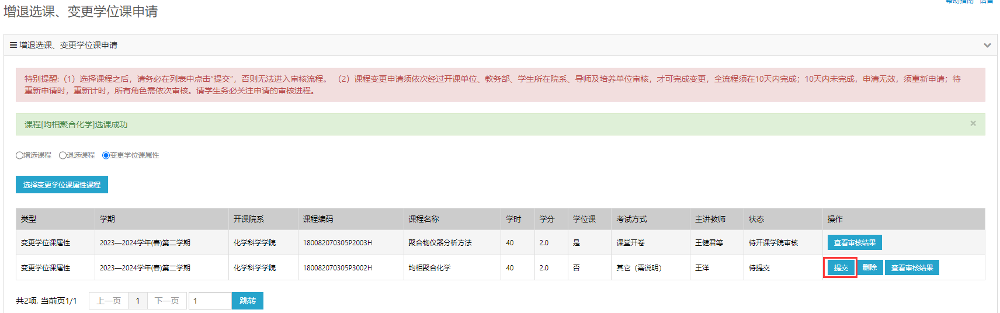 帮助指南 语言
增退选课、变更学位课申请
增退选课、变更学位课申请
特别提醒:（1）选择课程之后，请务必在列表中点击“提交”，否则无法进入审核流程。 （2）课程变更申请须依次经过开课单位、教务部、学生所在院系、导师及培养单位审核，才可完成变更，全流程须在10天内完成；10天内未完成，申清无效，须重新申请；待
重新申请时，重新计时，所有角色需依次审核。请学生务必关注申请的审核进程。
课程[均相聚合化学]选课成功 ×
增选课程 退选课程 变更学位课属性
选择变更学位课属性课程
类型 学期 开课院系 课程编码 课程名称 学时 学分 学位课 考试方式 主讲教师 状态 操作
变更学位课属性 2023—2024学年(春)第二学期 化学科学学院 180082070305P2003H 聚合物仪器分析方法 40 2.0 是 课堂开卷 王健君等 待开课学院审核 查看审核结果
变更学位课属性 2023—2024学年(春)第二学期 化学科学学院 180082070305P3002H 均相聚合化学 40 2.0 否 其它（需说明） 王洋 待提交 提交 删除 查看审核结果
共2项, 当前页1/1 上一页 1 下一页 1 跳转